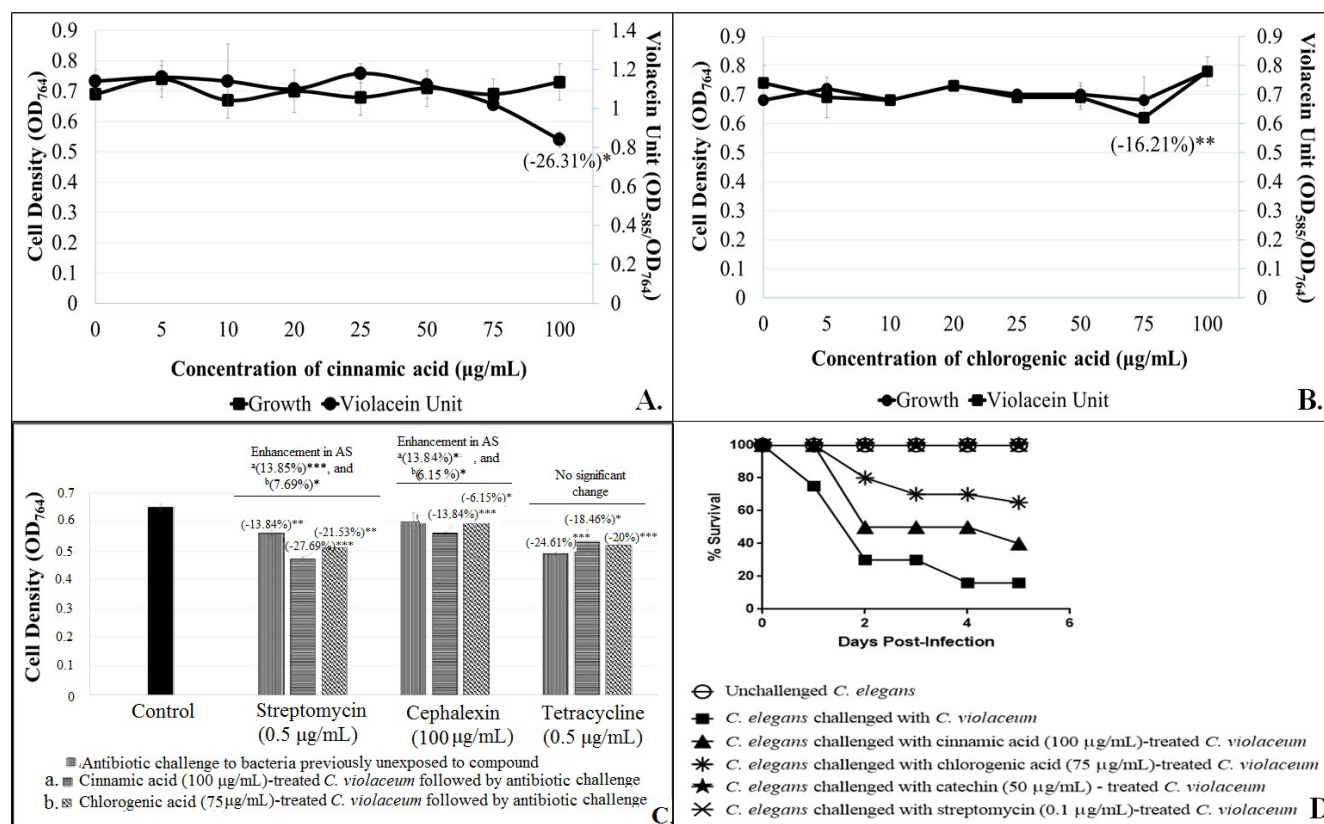 0.9
0.8
0.7
0.6
0.5
0.4
0.3
0.2
0.1
0
Cell Density (OD764)
1.4
1.2
1
0.8
0.6
0.4
0.2
0
Violacein Unit (OD585/OD764)
(-26.31%)*
0 5 10 20 25 50 75 100
Concentration of cinnamic acid (µg/mL)
Growth Violacein Unit
A.
0.9
0.8
0.7
0.6
0.5
0.4
0.3
0.2
0.1
0
Cell Density (OD764)
0.9
0.8
0.7
0.6
0.5
0.4
0.3
0.2
0.1
0
Violacein Unit (OD585/OD764)
(-16.21%)**
0 5 10 20 25 50 75 100
Concentration of chlorogenic acid (µg/mL)
Growth Violacein Unit
B.
Enhancement in AS
a(13.85%)***, and
b(7.69%)*
Enhancement in AS
a(13.84%)* , and
b(6.15%)*
No significant
change
0.7
0.6
0.5
0.4
0.3
0.2
0.1
0
Cell Density (OD764)
(-13.84%)**
(-27.69%)***
(-21.53%)**
(-13.84%)***
(-6.15%)*
(-24.61%)***
(-18.46%)*
(-20%)***
Control
Streptomycin
(0.5 µg/mL)
Cephalexin
(100 µg/mL)
Tetracycline
(0.5 µg/mL)
Antibiotic challenge to bacteria previously unexposed to compound
a. Cinnamic acid (100 µg/mL)-treated C. violaceum followed by antibiotic challenge
b. Chlorogenic acid (75µg/mL)-treated C. violaceum followed by antibiotic challenge
C.
100
80
60
40
20
0
% Survival
0 2 4 6
Days Post-Infection
Unchallenged C. elegans
C. elegans challenged with C. violaceum
C. elegans challenged with cinnamic acid (100 µg/mL)-treated C. violaceum
C. elegans challenged with chlorogenic acid (75 µg/mL)-treated C. violaceum
C. elegans challenged with catechin (50 µg/mL) - treated C. violaceum
C. elegans challenged with streptomycin (0.1 µg/mL)-treated C. violaceum
D